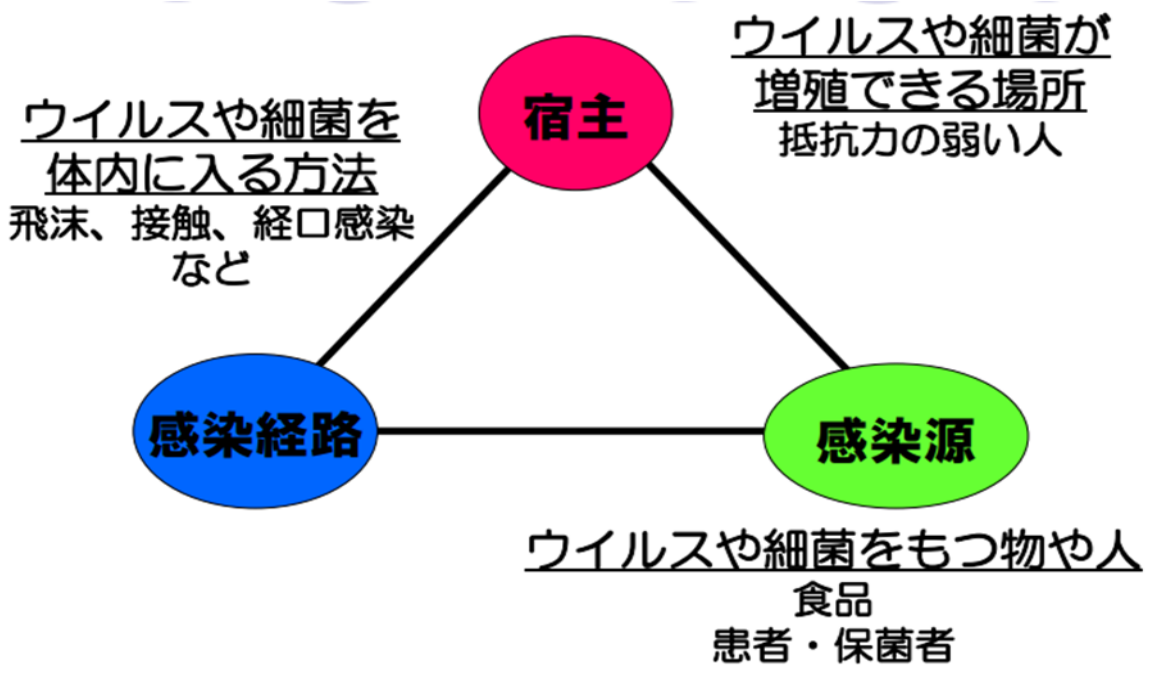 ウイルスや細菌が
増殖できる場所
抵抗力の弱い人
宿主
ウイルスや細菌を
体内に入る方法
飛沫、接触、経口感染
など
感染経路
感染源
ウイルスや細菌をもつ物や人
食品
患者・保菌者